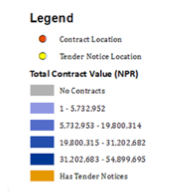 Legend
Contract Location
Tender Notice Location
Total Contract Value (NPR)
No Contracts
1 - 5,732,952
5,732,953 - 19,800,314
19,800,315 - 31,202,682
31,202,683 - 54,899,695
Has Tender Notices